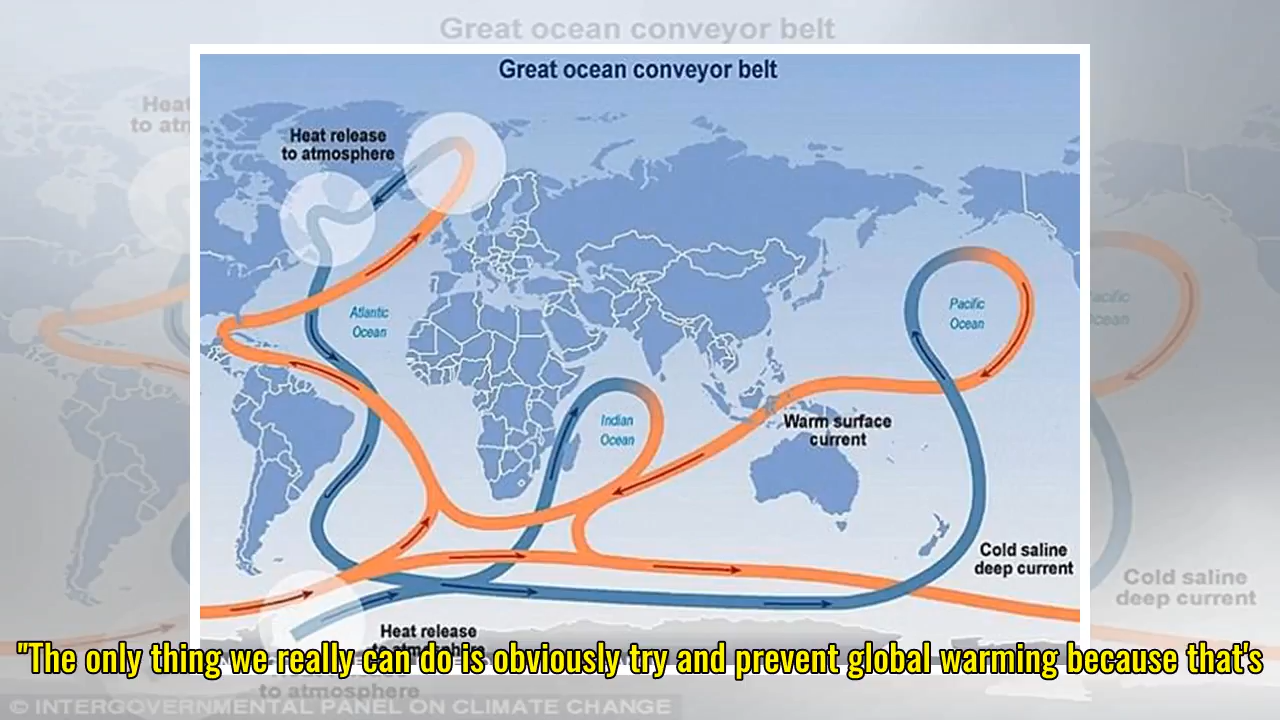 Great ocean conveyor belt
Great ocean conveyor belt
Heat release
to atmosphere
Atlantic
Ocean
Pacific
Ocean
Indian
Ocean
Warm surface
current
Cold saline
deep current
Cold saline
deep current
Heat release
to atmosphere
"The only thing we really can do is obviously try and prevent global warming because that's
to atmosphere
© INTERGOVERNMENTAL PANEL ON CLIMATE CHANGE